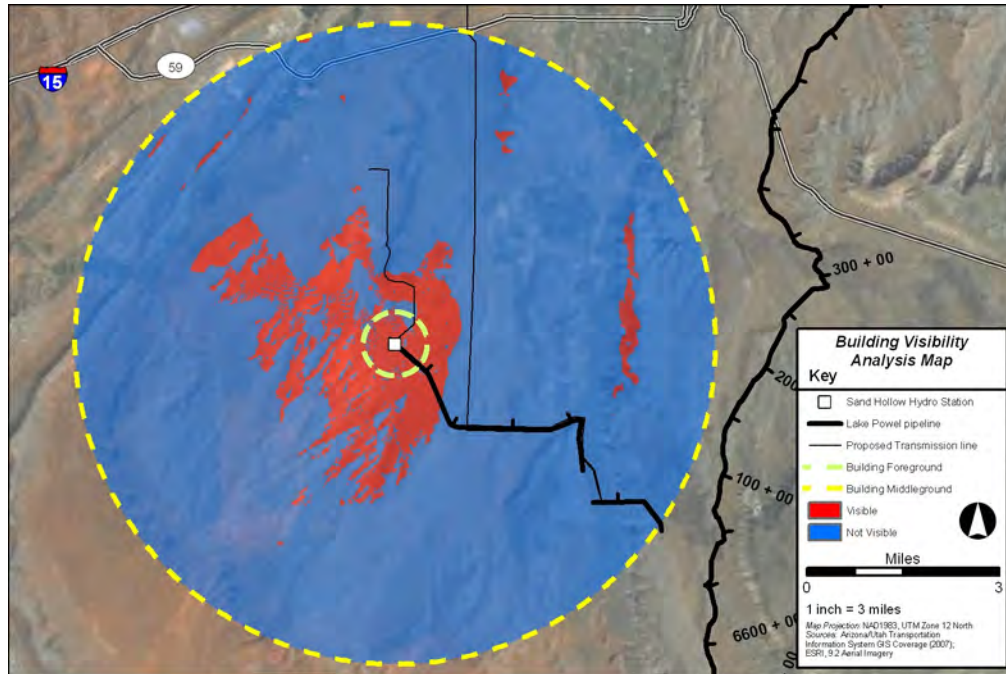 59
15
300 + 00
200
100 + 00
6600 + 00
00
Building Visibility
Analysis Map
Key
Sand Hollow Hydro Station
Lake Powel pipeline
Proposed Transmission line
Building Foreground
Building Middleground
Visible
Not Visible
Miles
0 3
1 inch = 3 miles
Map Projection: NAD1983, UTM Zone 12 North
Sources: Arizona/Utah Transportation
Information System GIS Coverage (2007);
ESRI, 9.2 Aerial Imagery